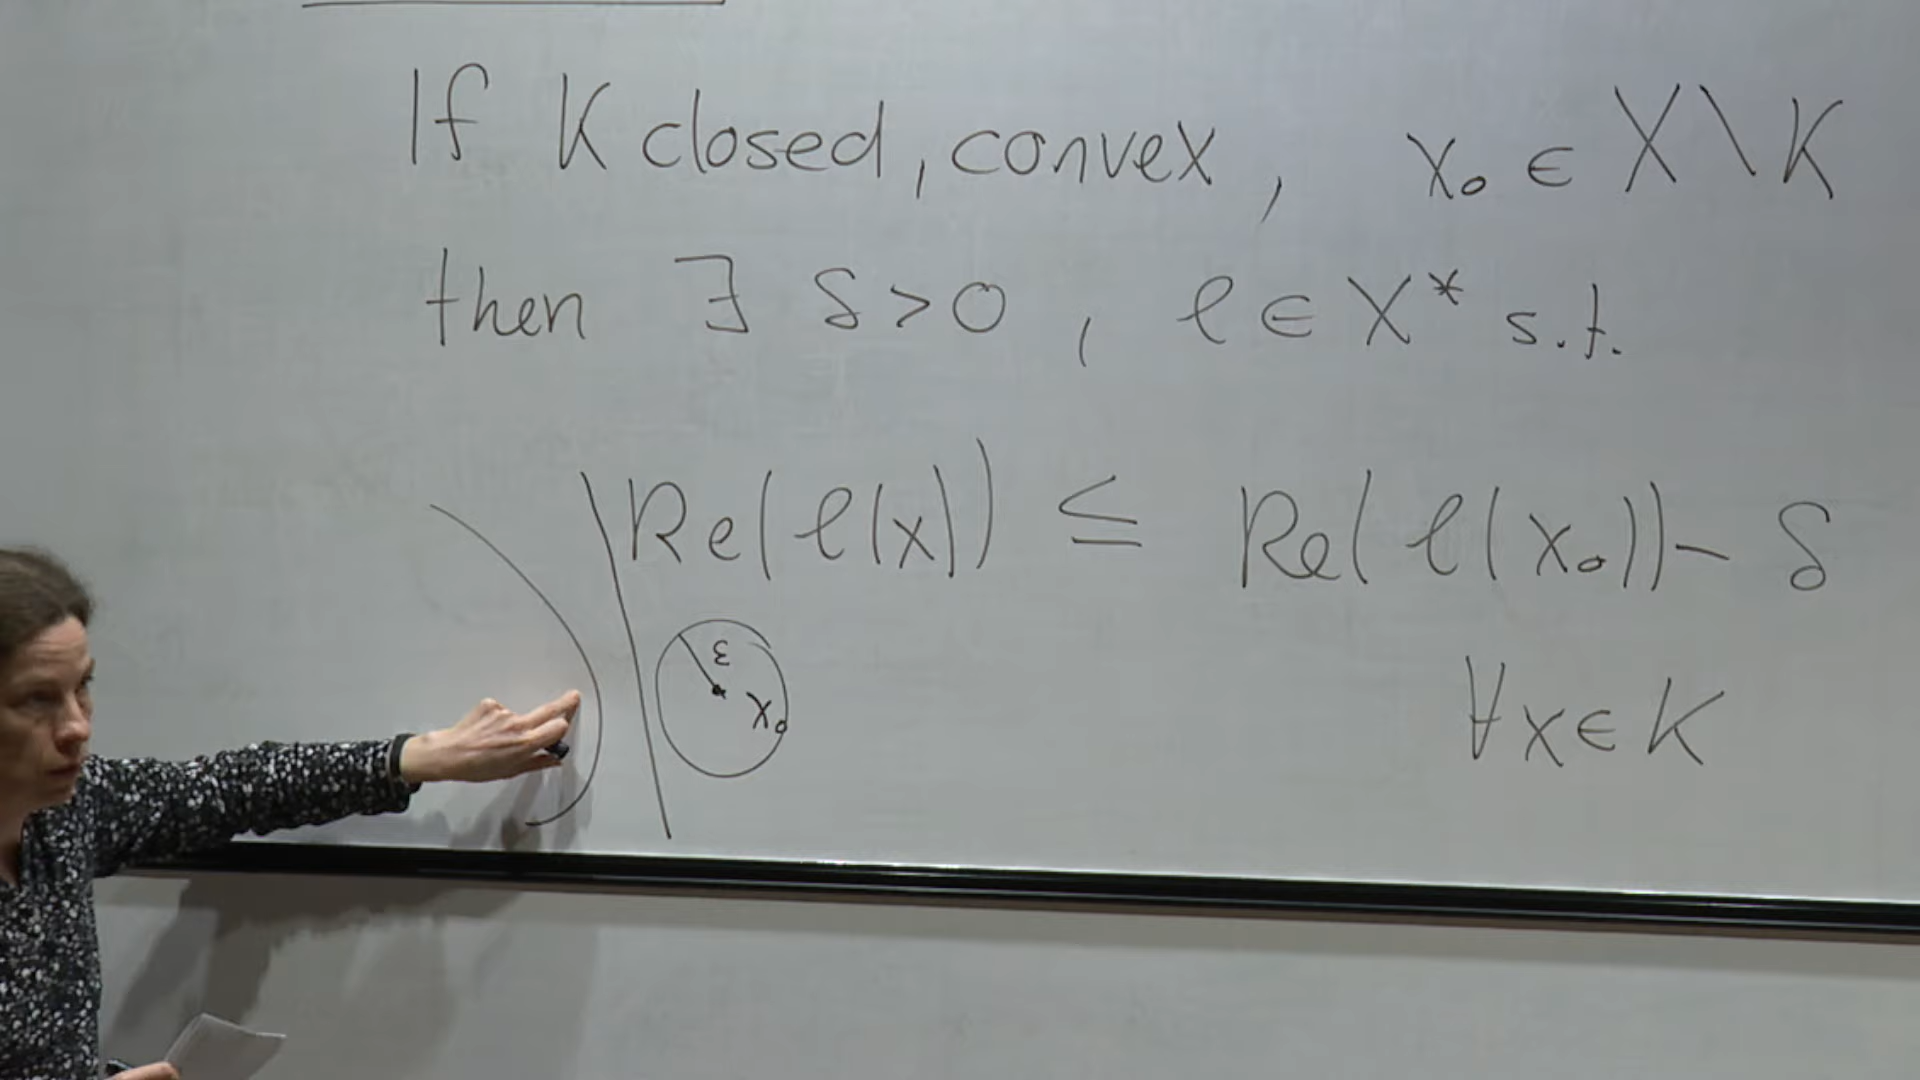 If K closed, convex, x₀ ∈ X \ K
then ∃ δ > 0, ℓ ∈ X* s.t.
Re(ℓ(x)) ≤ Re(ℓ(x₀)) - δ
ε
x₀
∀x ∈ K